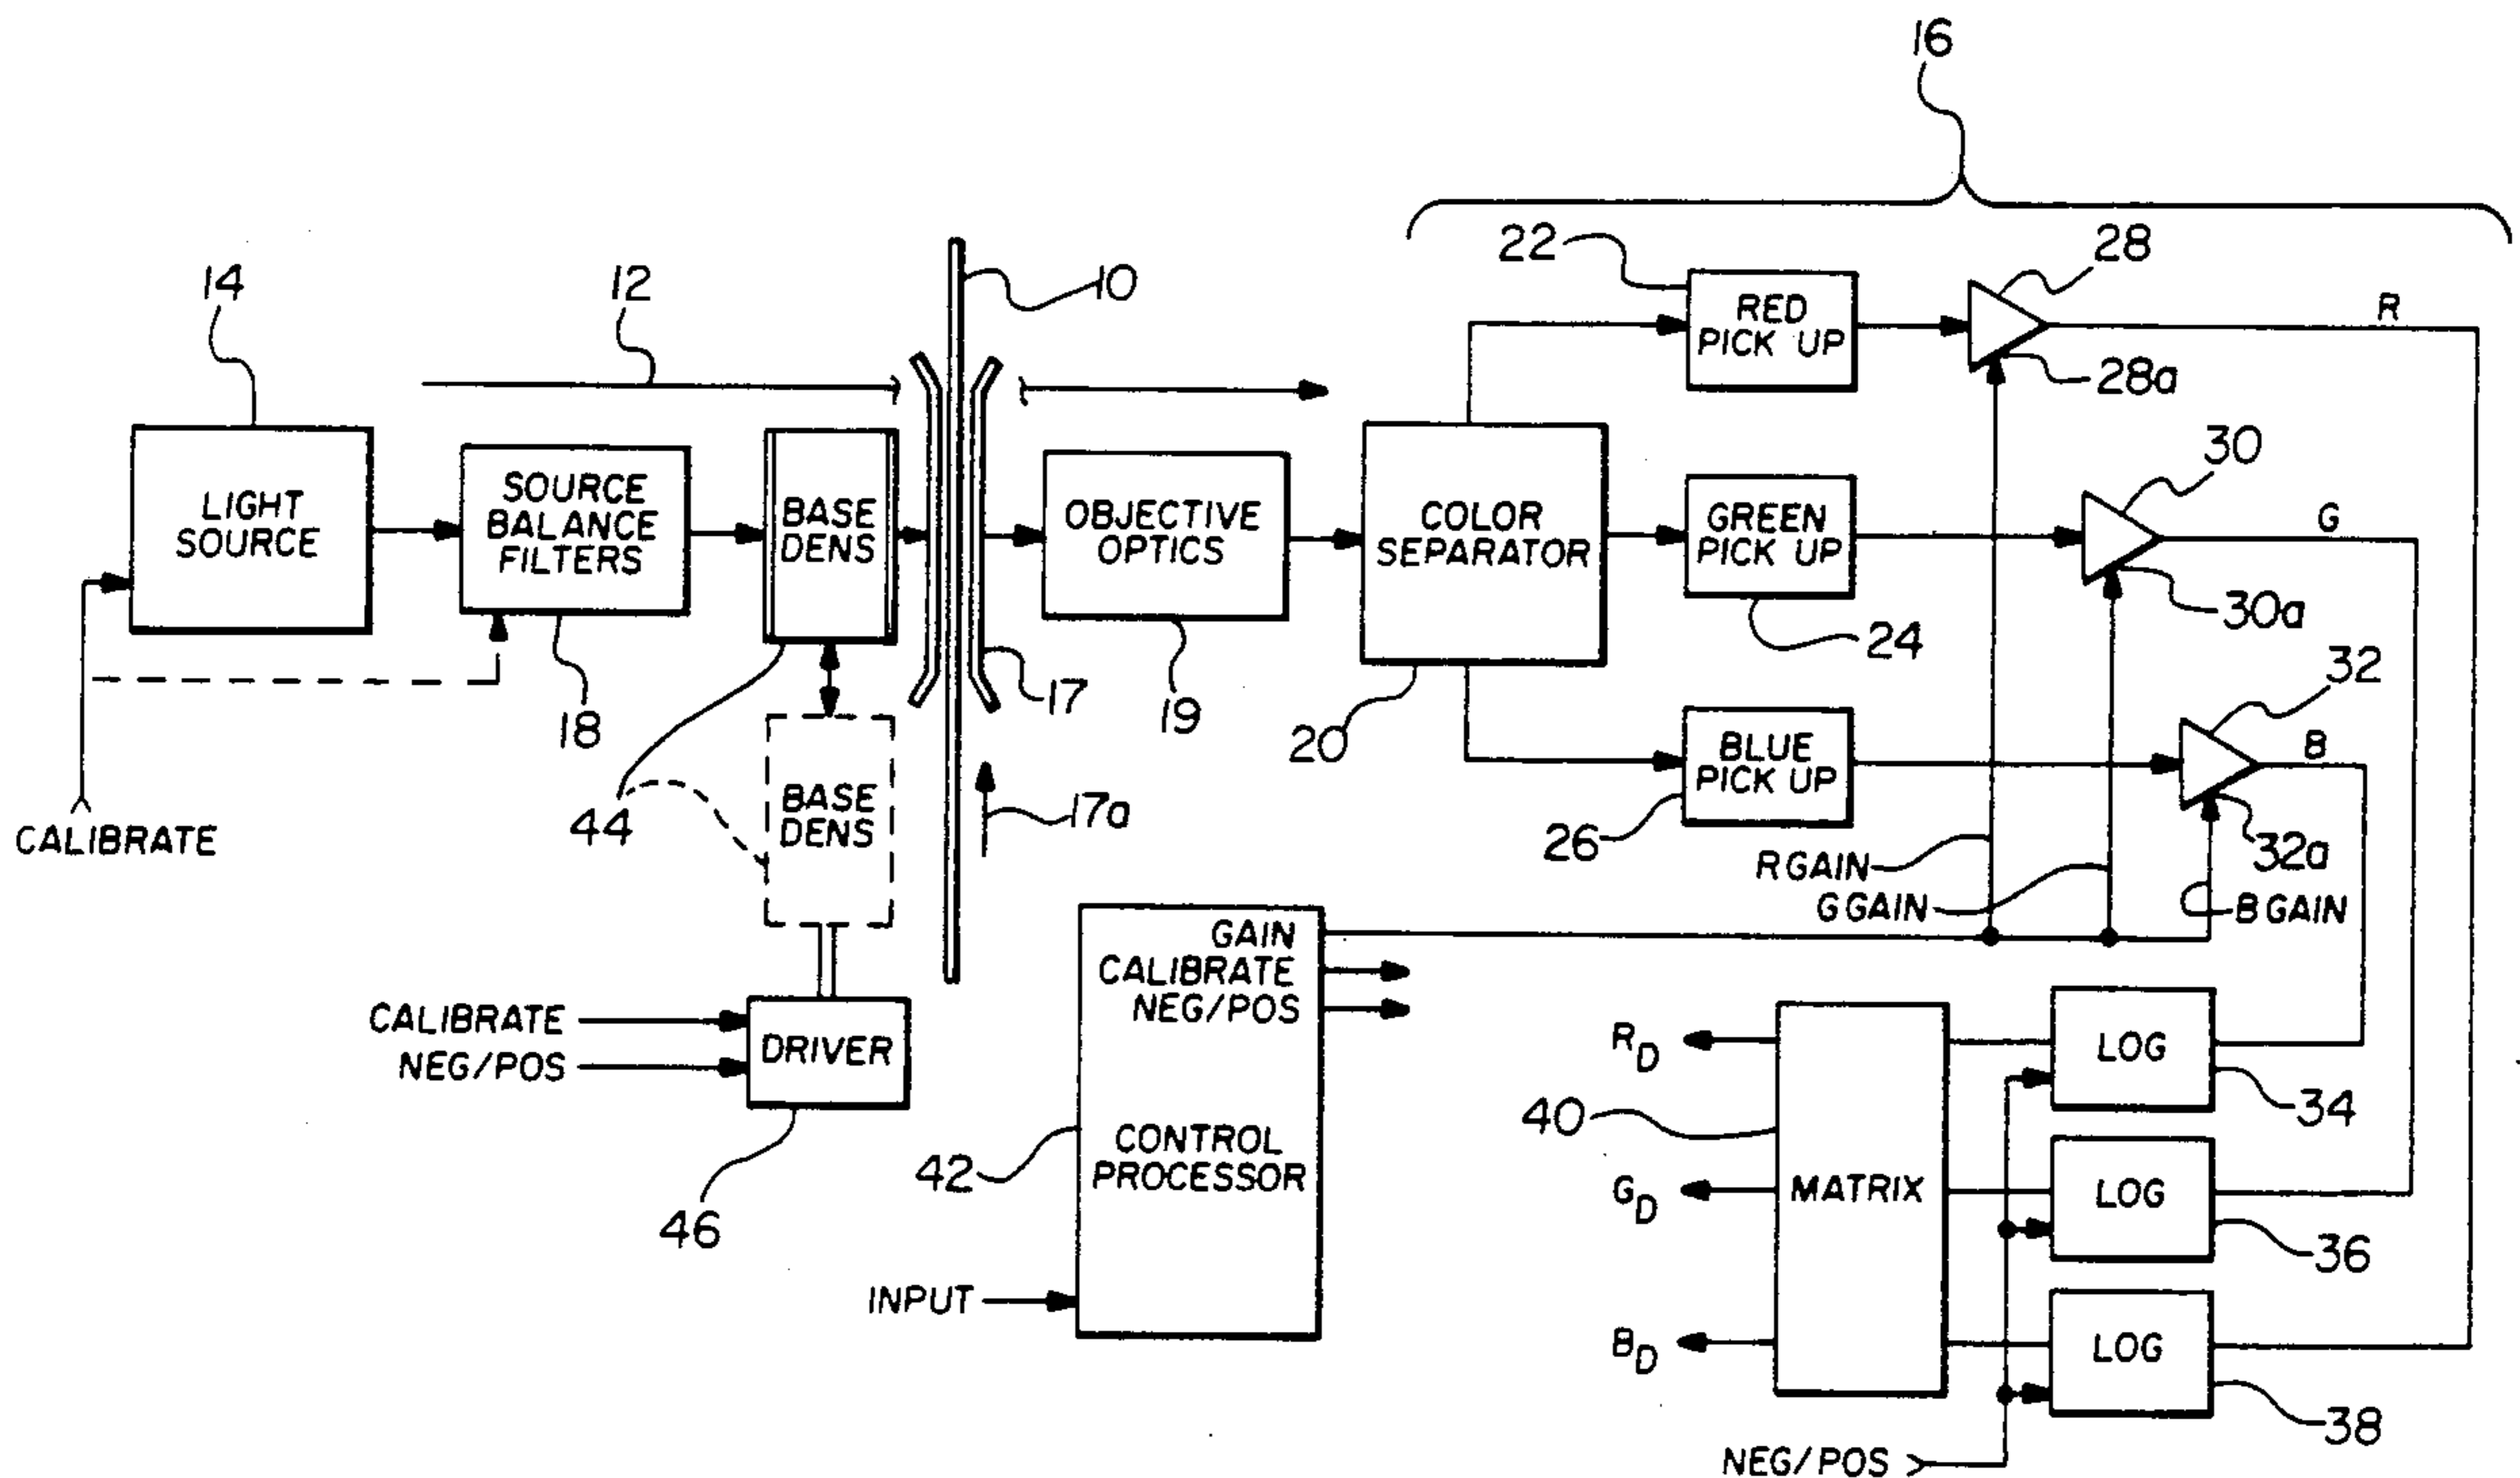 16
22
28
R
28a
RED
PICK UP
14
12
10
30
G
30a
LIGHT
SOURCE
SOURCE
BALANCE
FILTERS
BASE
DENS
OBJECTIVE
OPTICS
COLOR
SEPARATOR
GREEN
PICK UP
24
32
B
32a
18
17
19
20
BLUE
PICK UP
26
CALIBRATE
44
BASE
DENS
17a
R GAIN
G GAIN
B GAIN
GAIN
CALIBRATE
NEG/POS
CONTROL
PROCESSOR
42
INPUT
CALIBRATE
NEG/POS
DRIVER
46
R_D
G_D
B_D
40
MATRIX
LOG
34
LOG
36
LOG
38
NEG/POS